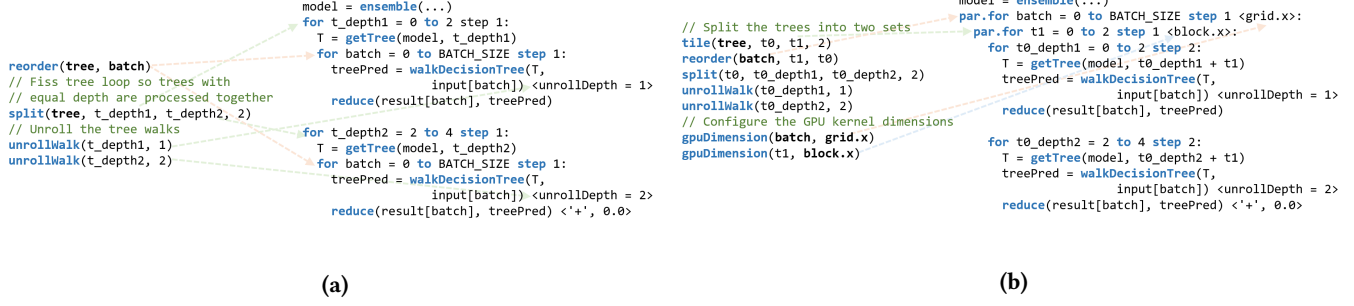 reorder(tree, batch)
// Fiss tree loop so trees with
// equal depth are processed together
split(tree, t_depth1, t_depth2, 2)
// Unroll the tree walks
unrollWalk(t_depth1, 1)
unrollWalk(t_depth2, 2)
model = ensemble(...)
for t_depth1 = 0 to 2 step 1:
T = getTree(model, t_depth1)
for batch = 0 to BATCH_SIZE step 1:
treePred = walkDecisionTree(T,
input[batch]) <unrollDepth = 1>
reduce(result[batch], treePred)
for t_depth2 = 2 to 4 step 1:
T = getTree(model, t_depth2)
for batch = 0 to BATCH_SIZE step 1:
treePred = walkDecisionTree(T,
input[batch]) <unrollDepth = 2>
reduce(result[batch], treePred) <'+', 0.0>
(a)
// Split the trees into two sets
tile(tree, t0, t1, 2)
reorder(batch, t1, t0)
split(t0, t0_depth1, t0_depth2, 2)
unrollWalk(t0_depth1, 1)
unrollWalk(t0_depth2, 2)
// Configure the GPU kernel dimensions
gpuDimension(batch, grid.x)
gpuDimension(t1, block.x)
model = ensemble(...)
par.for batch = 0 to BATCH_SIZE step 1 <grid.x>:
par.for t1 = 0 to 2 step 1 <block.x>:
for t0_depth1 = 0 to 2 step 2:
T = getTree(model, t0_depth1 + t1)
treePred = walkDecisionTree(T,
input[batch]) <unrollDepth = 1>
reduce(result[batch], treePred)
for t0_depth2 = 2 to 4 step 2:
T = getTree(model, t0_depth2 + t1)
treePred = walkDecisionTree(T,
input[batch]) <unrollDepth = 2>
reduce(result[batch], treePred) <'+', 0.0>
(b)